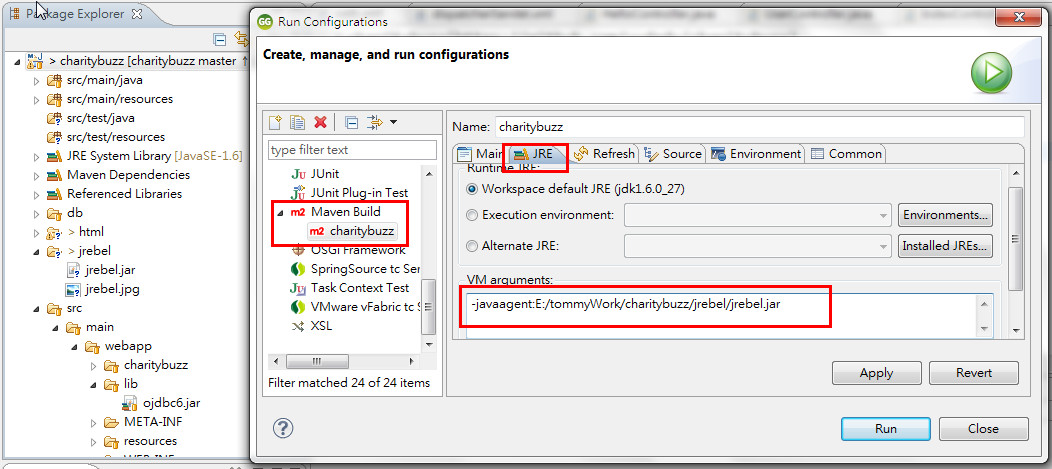 Package Explorer
> charitybuzz [charitybuzz master ↑
src/main/java
src/main/resources
src/test/java
src/test/resources
JRE System Library [JavaSE-1.6]
Maven Dependencies
Referenced Libraries
db
> html
> jrebel
jrebel.jar
jrebel.jpg
src
main
webapp
charitybuzz
lib
ojdbc6.jar
META-INF
resources
WEB-INF
GG Run Configurations
Create, manage, and run configurations
type filter text
JU JUnit
JU JUnit Plug-in Test
m2 Maven Build
m2 charitybuzz
OSGi Framework
SpringSource tc Ser
JU Task Context Test
VMware vFabric tc S
XSL
Filter matched 24 of 24 items
Name: charitybuzz
Main JRE Refresh Source Environment Common
Runtime JRE:
Workspace default JRE (jdk1.6.0_27)
Execution environment: Environments...
Alternate JRE: Installed JREs...
VM arguments:
-javaagent:E:/tommyWork/charitybuzz/jrebel/jrebel.jar
Apply Revert
? Run Close